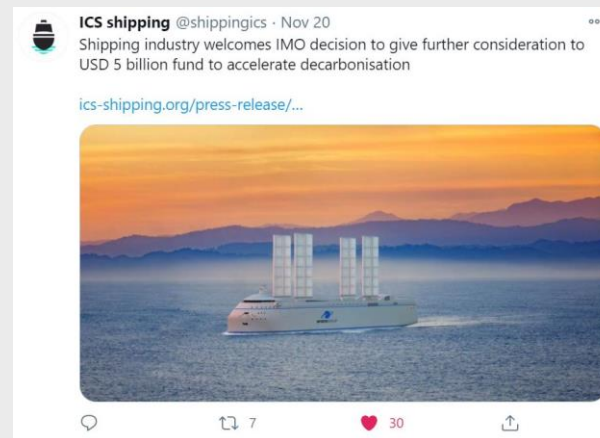 ICS shipping @shippingics · Nov 20
Shipping industry welcomes IMO decision to give further consideration to
USD 5 billion fund to accelerate decarbonisation
ics-shipping.org/press-release/...
7
30